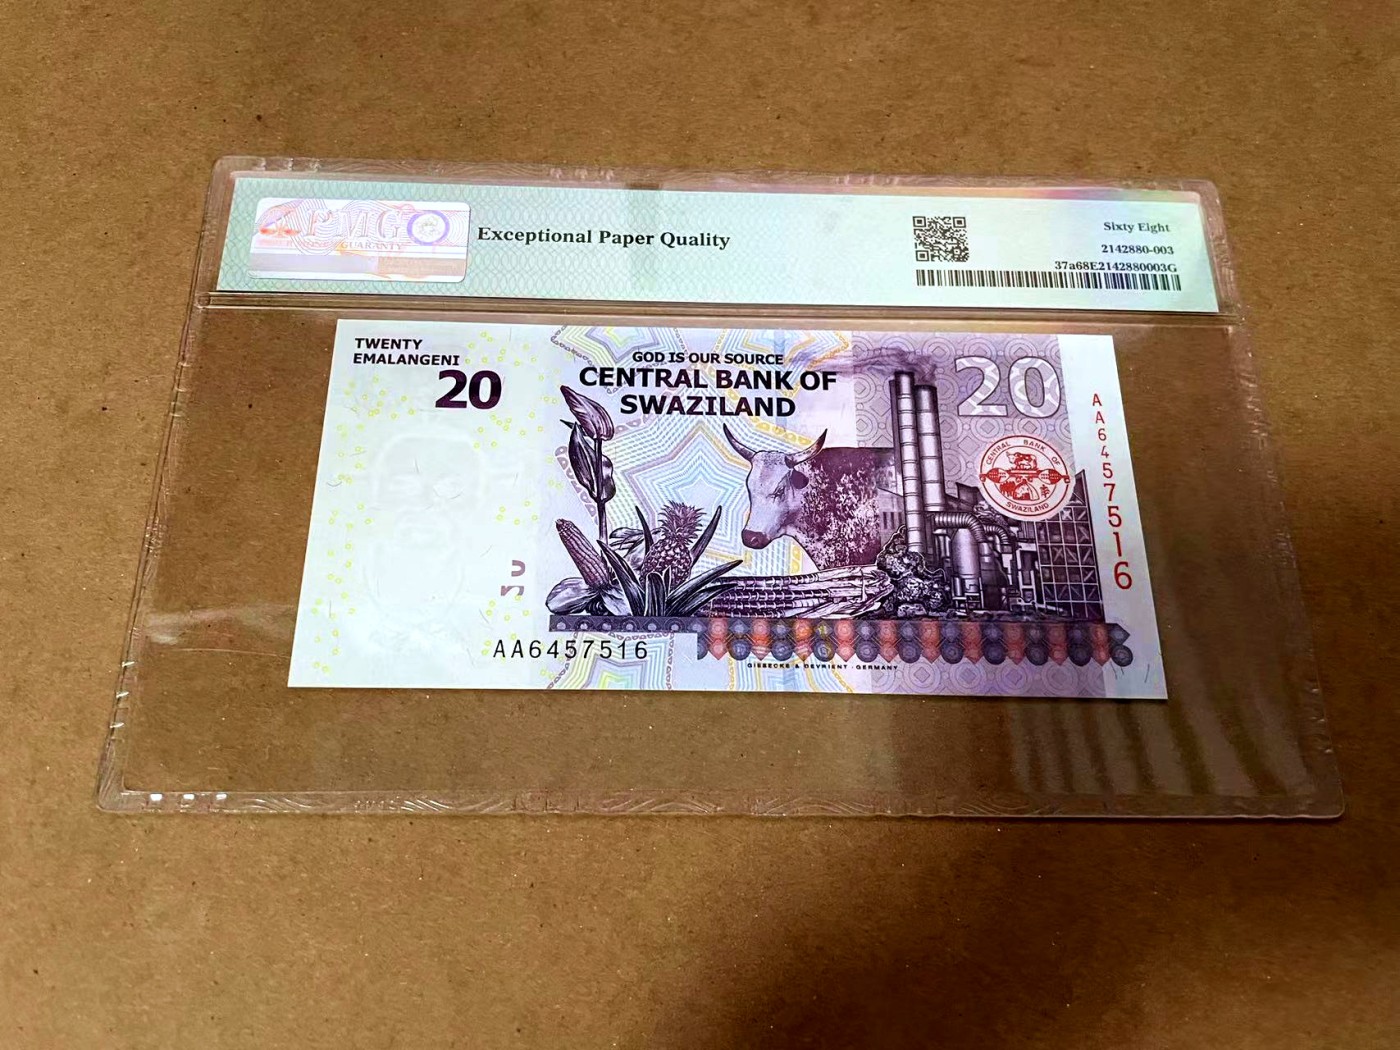 PMG
GUARANTY
Exceptional Paper Quality
Sixty Eight
2142880-003
37a68E2142880003G
TWENTY
EMALANGENI
20
GOD IS OUR SOURCE
CENTRAL BANK OF
SWAZILAND
20
CENTRAL BANK OF
SWAZILAND
AA6457516
AA6457516
GIESECKE & DEVRIENT · GERMANY